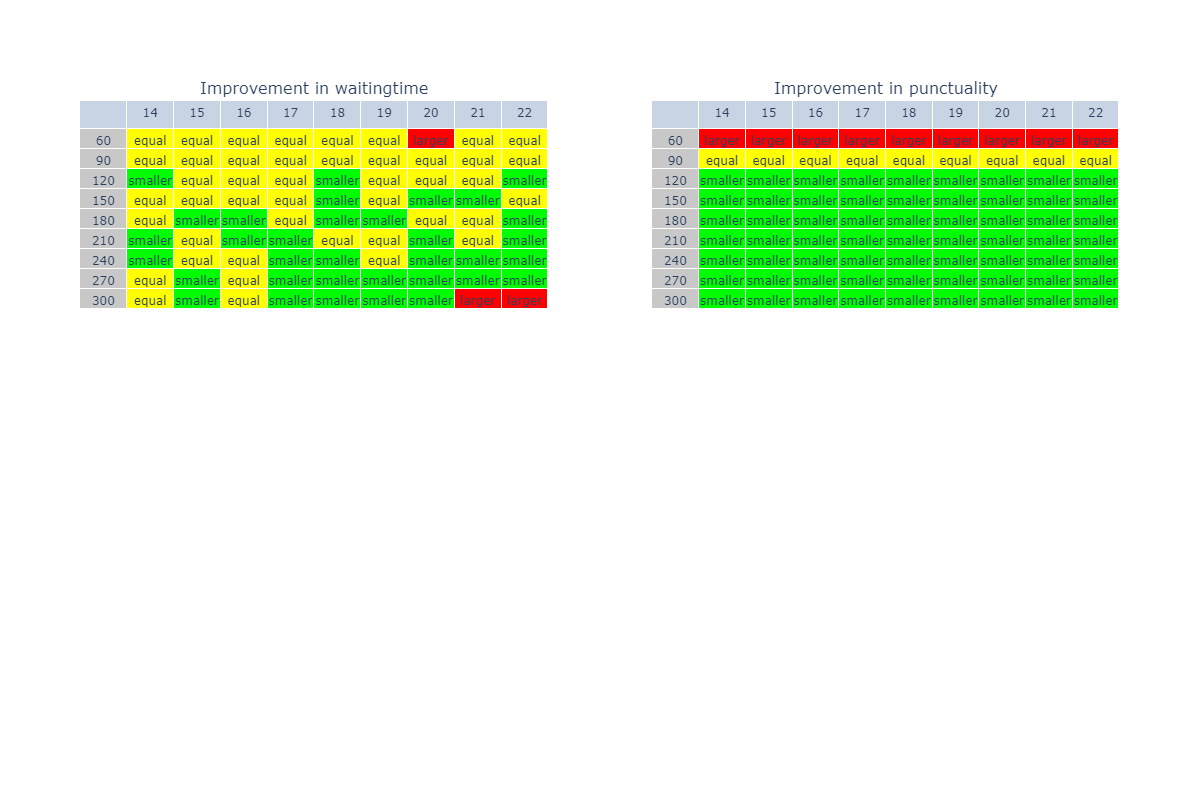 Improvement in waitingtime
14 15 16 17 18 19 20 21 22
60 equal equal equal equal equal equal larger equal equal
90 equal equal equal equal equal equal equal equal equal
120 smaller equal equal equal smaller equal equal equal smaller
150 equal equal equal equal smaller equal smaller smaller equal
180 equal smaller smaller equal smaller smaller equal equal smaller
210 smaller equal smaller smaller equal equal smaller equal smaller
240 smaller equal equal smaller smaller equal smaller smaller smaller
270 equal smaller equal smaller smaller smaller smaller smaller smaller
300 equal smaller equal smaller smaller smaller smaller larger larger
Improvement in punctuality
14 15 16 17 18 19 20 21 22
60 larger larger larger larger larger larger larger larger larger
90 equal equal equal equal equal equal equal equal equal
120 smaller smaller smaller smaller smaller smaller smaller smaller smaller
150 smaller smaller smaller smaller smaller smaller smaller smaller smaller
180 smaller smaller smaller smaller smaller smaller smaller smaller smaller
210 smaller smaller smaller smaller smaller smaller smaller smaller smaller
240 smaller smaller smaller smaller smaller smaller smaller smaller smaller
270 smaller smaller smaller smaller smaller smaller smaller smaller smaller
300 smaller smaller smaller smaller smaller smaller smaller smaller smaller